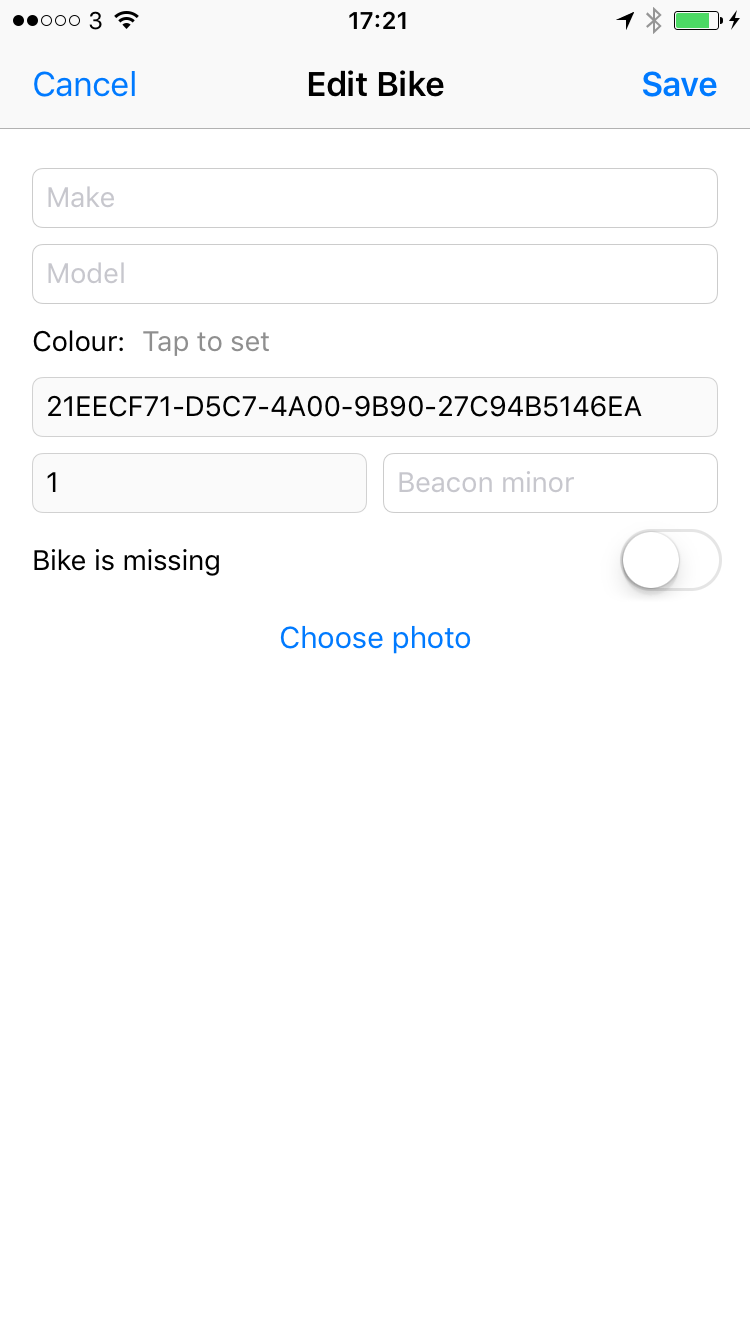 3 17:21
Cancel Edit Bike Save
Make
Model
Colour: Tap to set
21EECF71-D5C7-4A00-9B90-27C94B5146EA
1 Beacon minor
Bike is missing
Choose photo